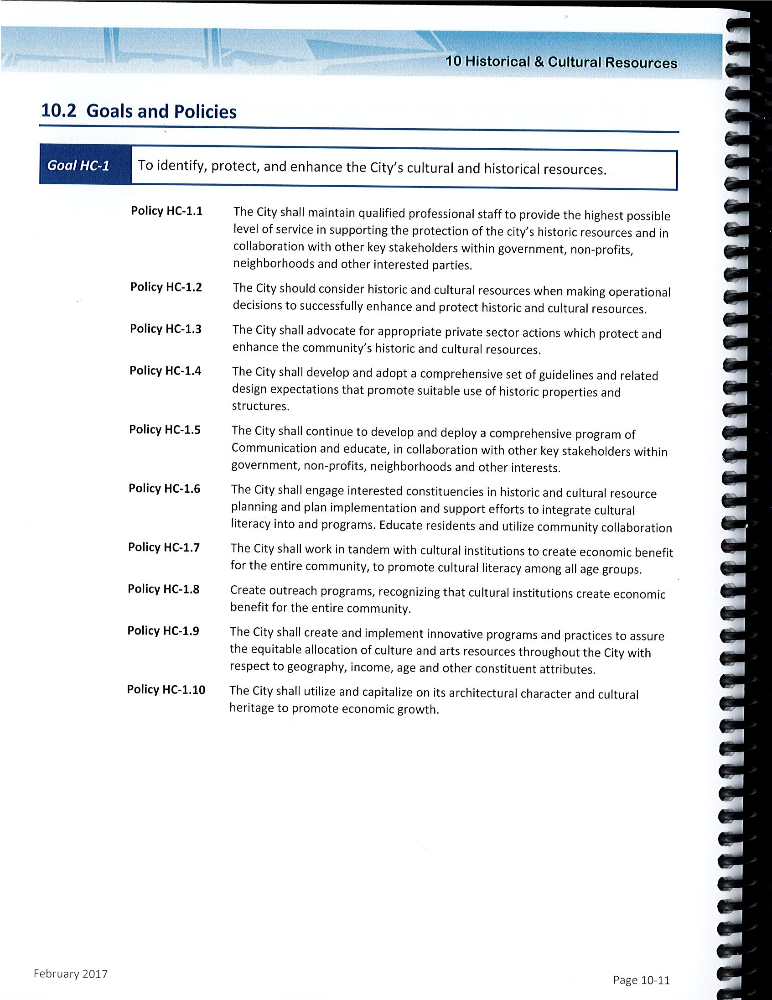 10 Historical & Cultural Resources
10.2 Goals and Policies
Goal HC-1 To identify, protect, and enhance the City's cultural and historical resources.
Policy HC-1.1 The City shall maintain qualified professional staff to provide the highest possible
level of service in supporting the protection of the city's historic resources and in
collaboration with other key stakeholders within government, non-profits,
neighborhoods and other interested parties.
Policy HC-1.2 The City should consider historic and cultural resources when making operational
decisions to successfully enhance and protect historic and cultural resources.
Policy HC-1.3 The City shall advocate for appropriate private sector actions which protect and
enhance the community's historic and cultural resources.
Policy HC-1.4 The City shall develop and adopt a comprehensive set of guidelines and related
design expectations that promote suitable use of historic properties and
structures.
Policy HC-1.5 The City shall continue to develop and deploy a comprehensive program of
Communication and educate, in collaboration with other key stakeholders within
government, non-profits, neighborhoods and other interests.
Policy HC-1.6 The City shall engage interested constituencies in historic and cultural resource
planning and plan implementation and support efforts to integrate cultural
literacy into and programs. Educate residents and utilize community collaboration
Policy HC-1.7 The City shall work in tandem with cultural institutions to create economic benefit
for the entire community, to promote cultural literacy among all age groups.
Policy HC-1.8 Create outreach programs, recognizing that cultural institutions create economic
benefit for the entire community.
Policy HC-1.9 The City shall create and implement innovative programs and practices to assure
the equitable allocation of culture and arts resources throughout the City with
respect to geography, income, age and other constituent attributes.
Policy HC-1.10 The City shall utilize and capitalize on its architectural character and cultural
heritage to promote economic growth.
February 2017
Page 10-11